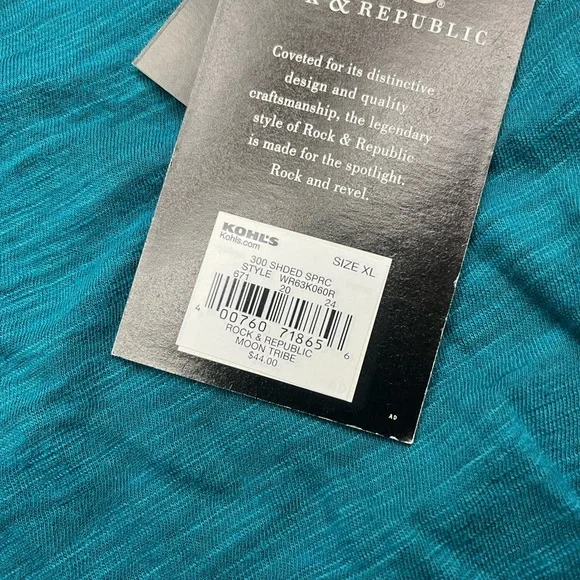 ®
K & REPUBLIC
Coveted for its distinctive
design and quality
craftsmanship, the legendary
style of Rock & Republic
is made for the spotlight.
Rock and revel.
KOHL'S
Kohls.com
SIZE XL
300 SHDED SPRC
STYLE WR63K060R
671 20 24
4 00760 71865 6
ROCK & REPUBLIC
MOON TRIBE
$44.00
AD